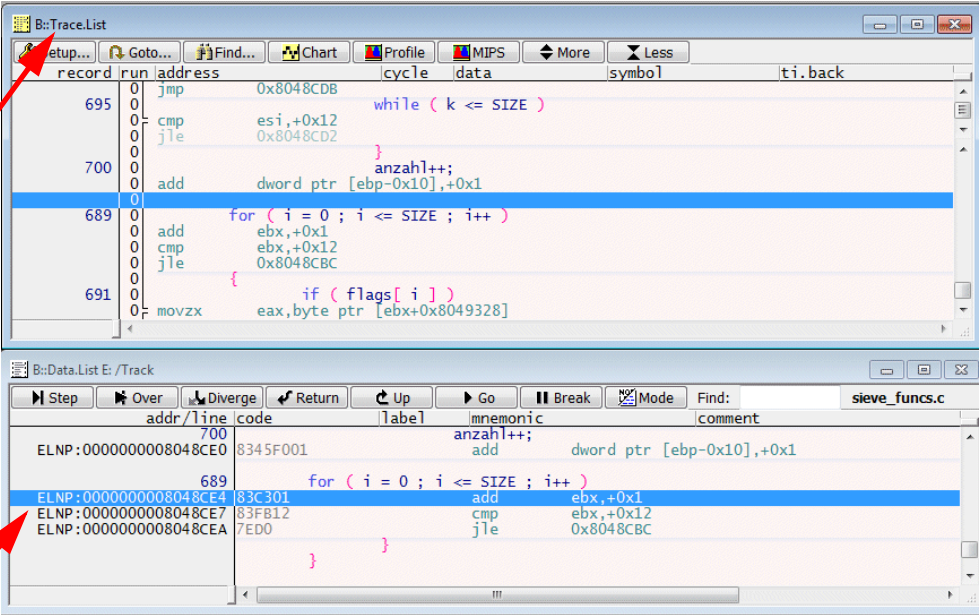 B::Trace.List
Setup... Goto... Find... Chart Profile MIPS More Less
record run address cycle data symbol ti.back
0 jmp 0x8048CDB
695 0 while ( k <= SIZE )
0 cmp esi,+0x12
0 jle 0x8048CD2
0 }
700 0 anzahl++;
0 add dword ptr [ebp-0x10],+0x1
0
689 0 for ( i = 0 ; i <= SIZE ; i++ )
0 add ebx,+0x1
0 cmp ebx,+0x12
0 jle 0x8048CBC
0 {
691 0 if ( flags[ i ] )
0 movzx eax,byte ptr [ebx+0x8049328]
B::Data.List E: /Track
Step Over Diverge Return Up Go Break Mode Find: sieve_funcs.c
addr/line code label mnemonic comment
700 anzahl++;
ELNP:0000000008048CE0 8345F001 add dword ptr [ebp-0x10],+0x1
689 for ( i = 0 ; i <= SIZE ; i++ )
ELNP:0000000008048CE4 83C301 add ebx,+0x1
ELNP:0000000008048CE7 83FB12 cmp ebx,+0x12
ELNP:0000000008048CEA 7ED0 jle 0x8048CBC
}
}